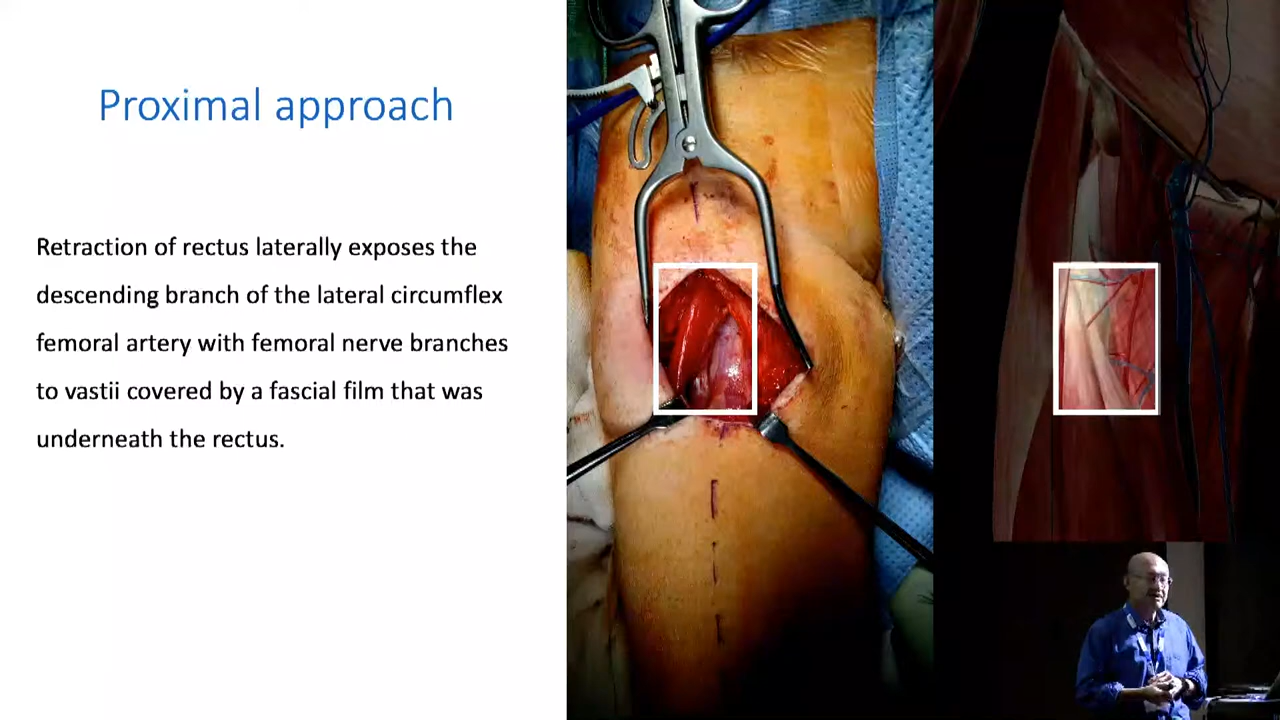 Proximal approach
Retraction of rectus laterally exposes the
descending branch of the lateral circumflex
femoral artery with femoral nerve branches
to vastii covered by a fascial film that was
underneath the rectus.